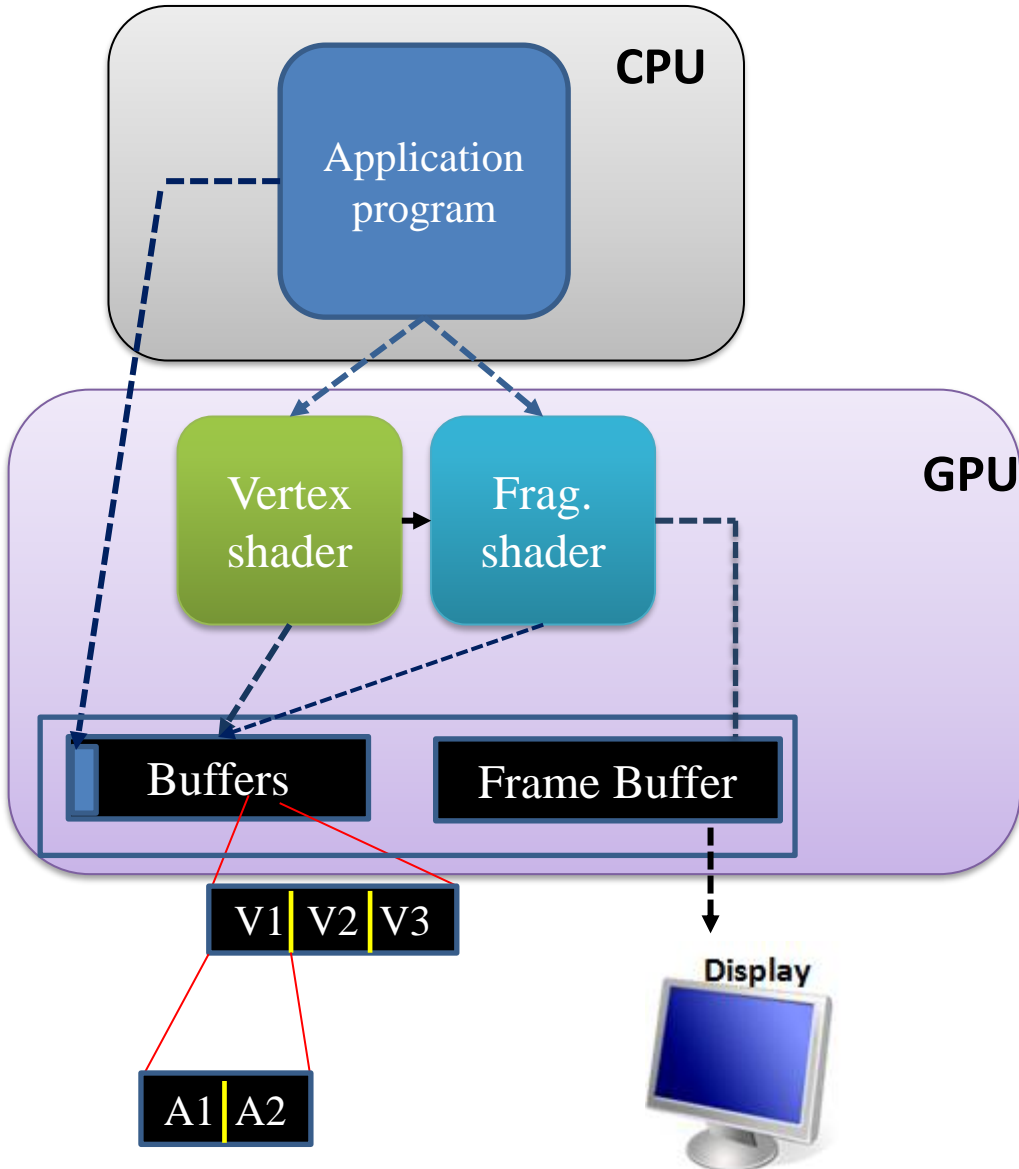 CPU
Application
program
GPU
Vertex
shader
Frag.
shader
Buffers
Frame Buffer
V1 V2 V3
Display
A1 A2